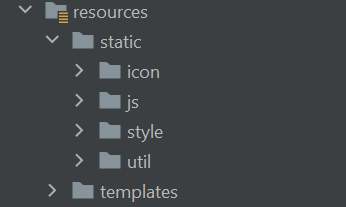 resources
static
icon
js
style
util
templates